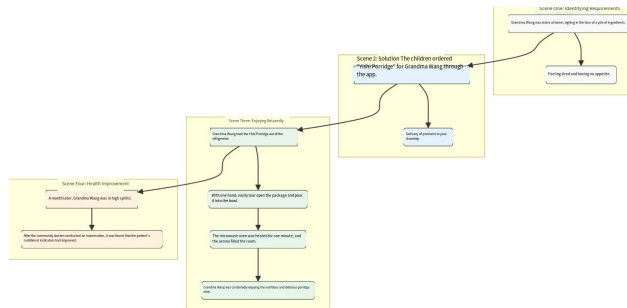 Scene One: Identifying Requirements
Grandma Wang was alone at home, sighing in the face of a pile of ingredients.
Feeling tired and having no appetite.
Scene 2: Solution The children ordered
"Yishi Porridge" for Grandma Wang through
the app.
Delivery of products to your
doorstep
Scene Three: Enjoying Relaxedly
Grandma Wang took the Yishi Porridge out of the
refrigerator.
With one hand, easily tear open the package and pour
it into the bowl.
The microwave oven was heated for one minute, and
the aroma filled the room.
Grandma Wang was contentedly enjoying the nutritious and delicious porridge
Scene Four: Health Improvement
A month later, Grandma Wang was in high spirits.
After the community doctor conducted an examination, it was found that the patient's
nutritional indicators had improved.